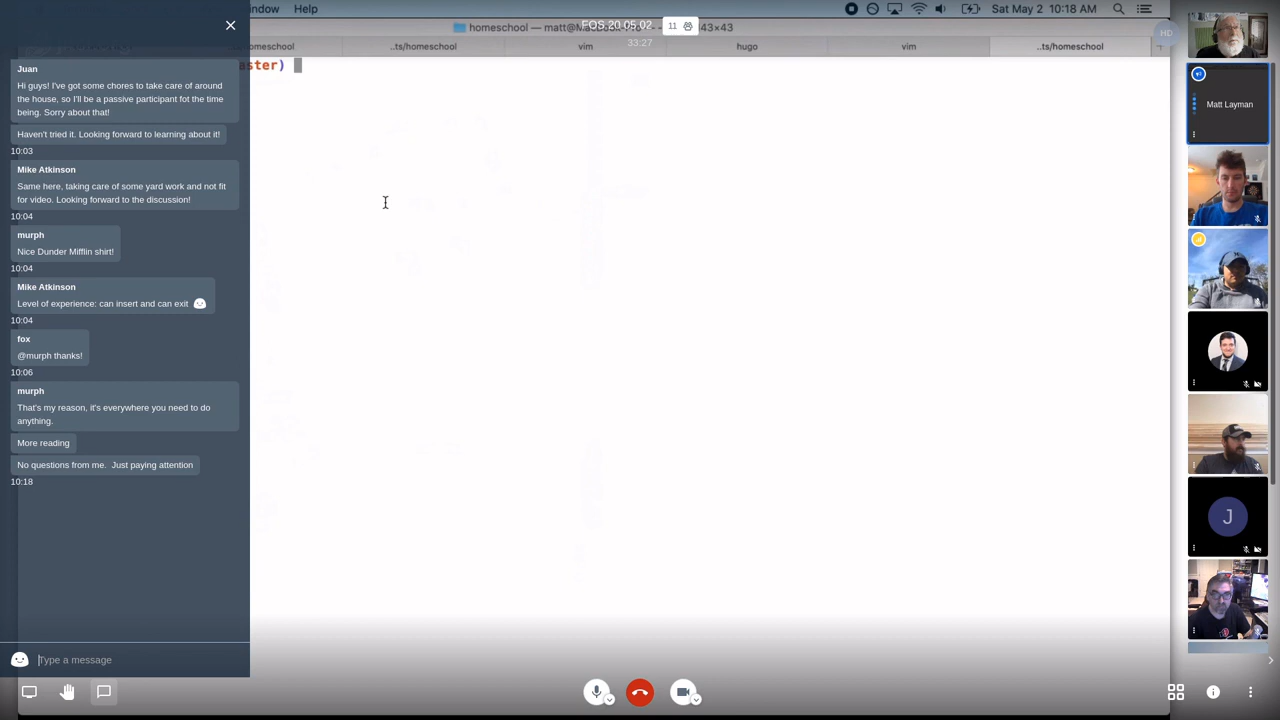 Window
Help
Sat May 2 10:18 AM
homeschool — matt@M
43×43
FOS 20-05-02
11
33:27
HD
homeschool
..ts/homeschool
vim
hugo
vim
..ts/homeschool
+
ster)
Juan
Hi guys! I've got some chores to take care of around
the house, so I'll be a passive participant fot the time
being. Sorry about that!
Haven't tried it. Looking forward to learning about it!
10:03
Mike Atkinson
Same here, taking care of some yard work and not fit
for video. Looking forward to the discussion!
10:04
murph
Nice Dunder Mifflin shirt!
10:04
Mike Atkinson
Level of experience: can insert and can exit
10:04
fox
@murph thanks!
10:06
murph
That's my reason, it's everywhere you need to do
anything.
More reading
No questions from me. Just paying attention
10:18
Type a message
Matt Layman
J